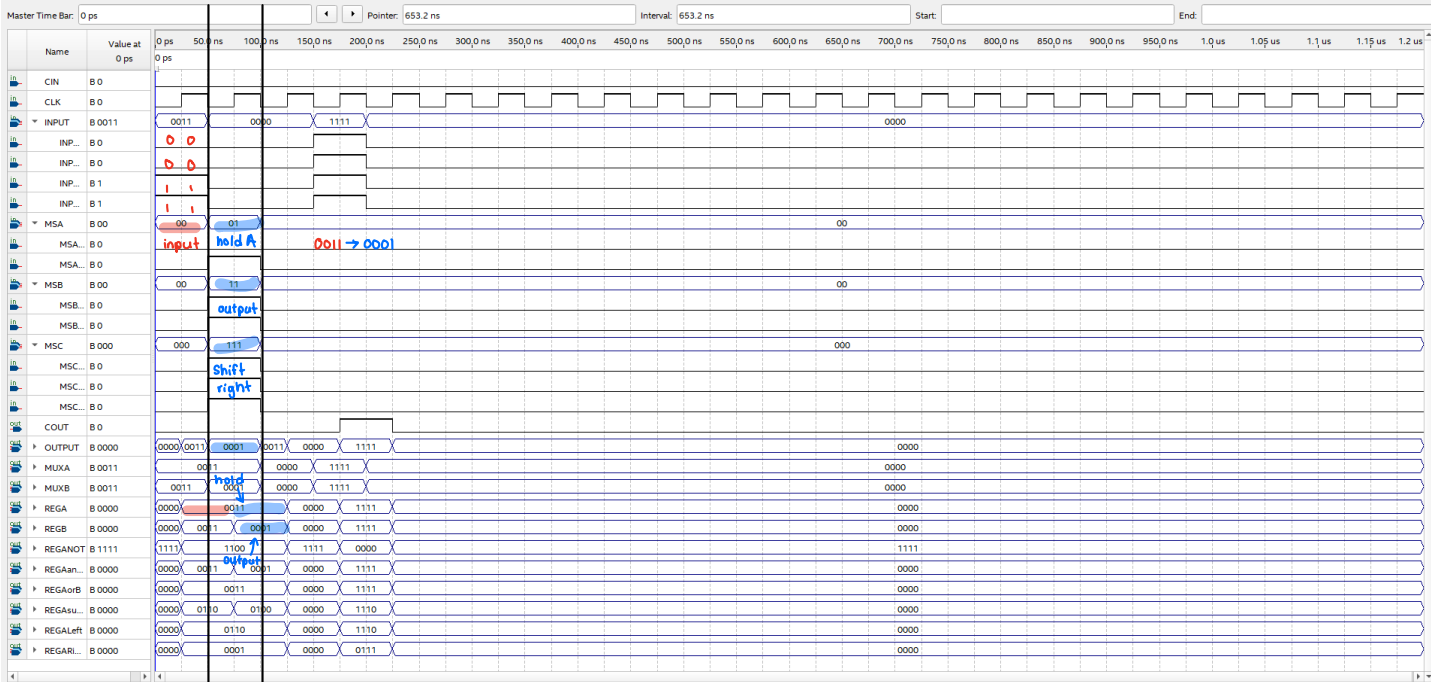 Master Time Bar: 0 ps Pointer: 653.2 ns Interval: 653.2 ns Start: End:
Name Value at 0 ps
0 ps 50.0 ns 100.0 ns 150.0 ns 200.0 ns 250.0 ns 300.0 ns 350.0 ns 400.0 ns 450.0 ns 500.0 ns 550.0 ns 600.0 ns 650.0 ns 700.0 ns 750.0 ns 800.0 ns 850.0 ns 900.0 ns 950.0 ns 1.0 us 1.05 us 1.1 us 1.15 us 1.2 us
0 ps
CIN B 0
CLK B 0
INPUT B 0011 0011 0000 1111 0000
INP... B 0 0 0
INP... B 0 0 0
INP... B 1 1 1
INP... B 1 1 1
MSA B 00 00 01 00
MSA... B 0 input hold A 0011 → 0001
MSA... B 0
MSB B 00 00 11 00
MSB... B 0 output
MSB... B 0
MSC B 000 000 111 000
MSC... B 0 shift
MSC... B 0 right
MSC... B 0
COUT B 0
OUTPUT B 0000 0000 0011 0001 0011 0000 1111 0000
MUXA B 0011 0011 0000 1111 0000
hold
MUXB B 0011 0011 0001 0000 1111 0000
REGA B 0000 0000 0011 0000 1111 0000
REGB B 0000 0000 0011 0001 0000 1111 0000
REGANOT B 1111 1111 1100 1111 0000 1111
output
REGAan... B 0000 0000 0011 0001 0000 1111 0000
REGAorB B 0000 0000 0011 0000 1111 0000
REGAsu... B 0000 0000 0110 0100 0000 1110 0000
REGALeft B 0000 0000 0110 0000 1110 0000
REGARi... B 0000 0000 0001 0000 0111 0000